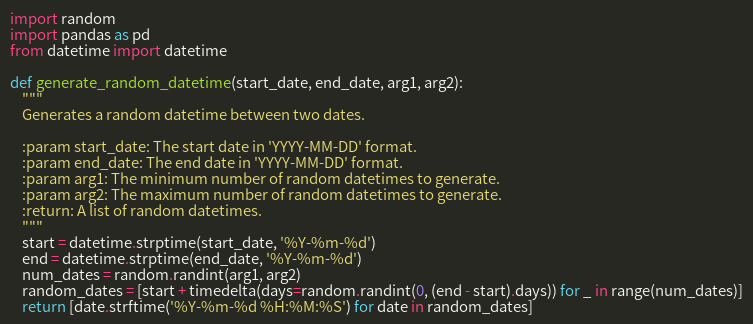 import random
import pandas as pd
from datetime import datetime
def generate_random_datetime(start_date, end_date, arg1, arg2):
"""
Generates a random datetime between two dates.
:param start_date: The start date in 'YYYY-MM-DD' format.
:param end_date: The end date in 'YYYY-MM-DD' format.
:param arg1: The minimum number of random datetimes to generate.
:param arg2: The maximum number of random datetimes to generate.
:return: A list of random datetimes.
"""
start = datetime.strptime(start_date, '%Y-%m-%d')
end = datetime.strptime(end_date, '%Y-%m-%d')
num_dates = random.randint(arg1, arg2)
random_dates = [start + timedelta(days=random.randint(0, (end - start).days)) for _ in range(num_dates)]
return [date.strftime('%Y-%m-%d %H:%M:%S') for date in random_dates]